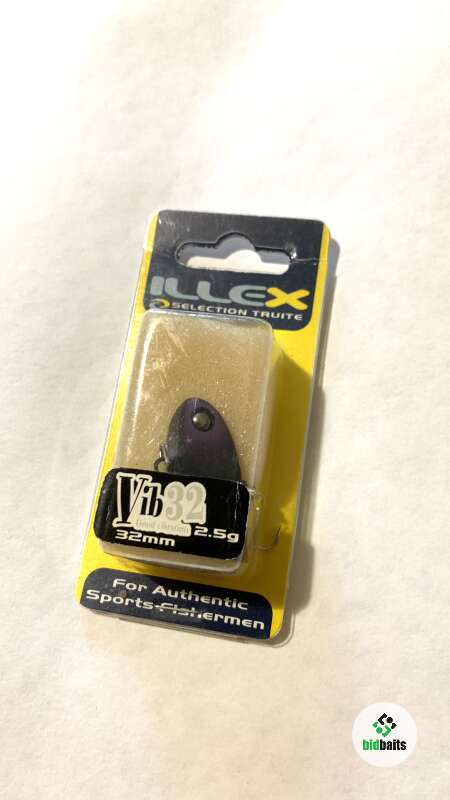 ILLEX
SELECTION TRUITE
Vib32
32mm 2.5g
For Authentic
Sports Fishermen
bidbaits